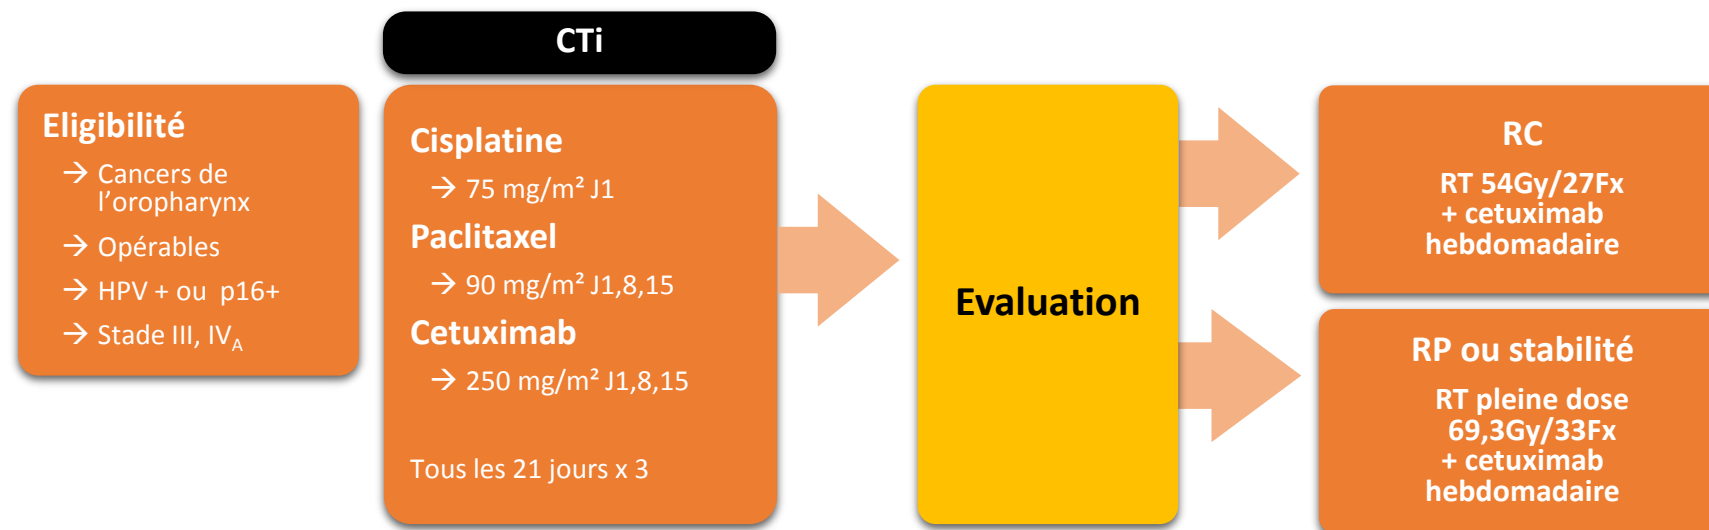 CTi
Eligibilité
→ Cancers de
l’oropharynx
→ Opérables
→ HPV + ou p16+
→ Stade III, IVA
Cisplatine
→ 75 mg/m² J1
Paclitaxel
→ 90 mg/m² J1,8,15
Cetuximab
→ 250 mg/m² J1,8,15
Tous les 21 jours x 3
Evaluation
RC
RT 54Gy/27Fx
+ cetuximab
hebdomadaire
RP ou stabilité
RT pleine dose
69,3Gy/33Fx
+ cetuximab
hebdomadaire